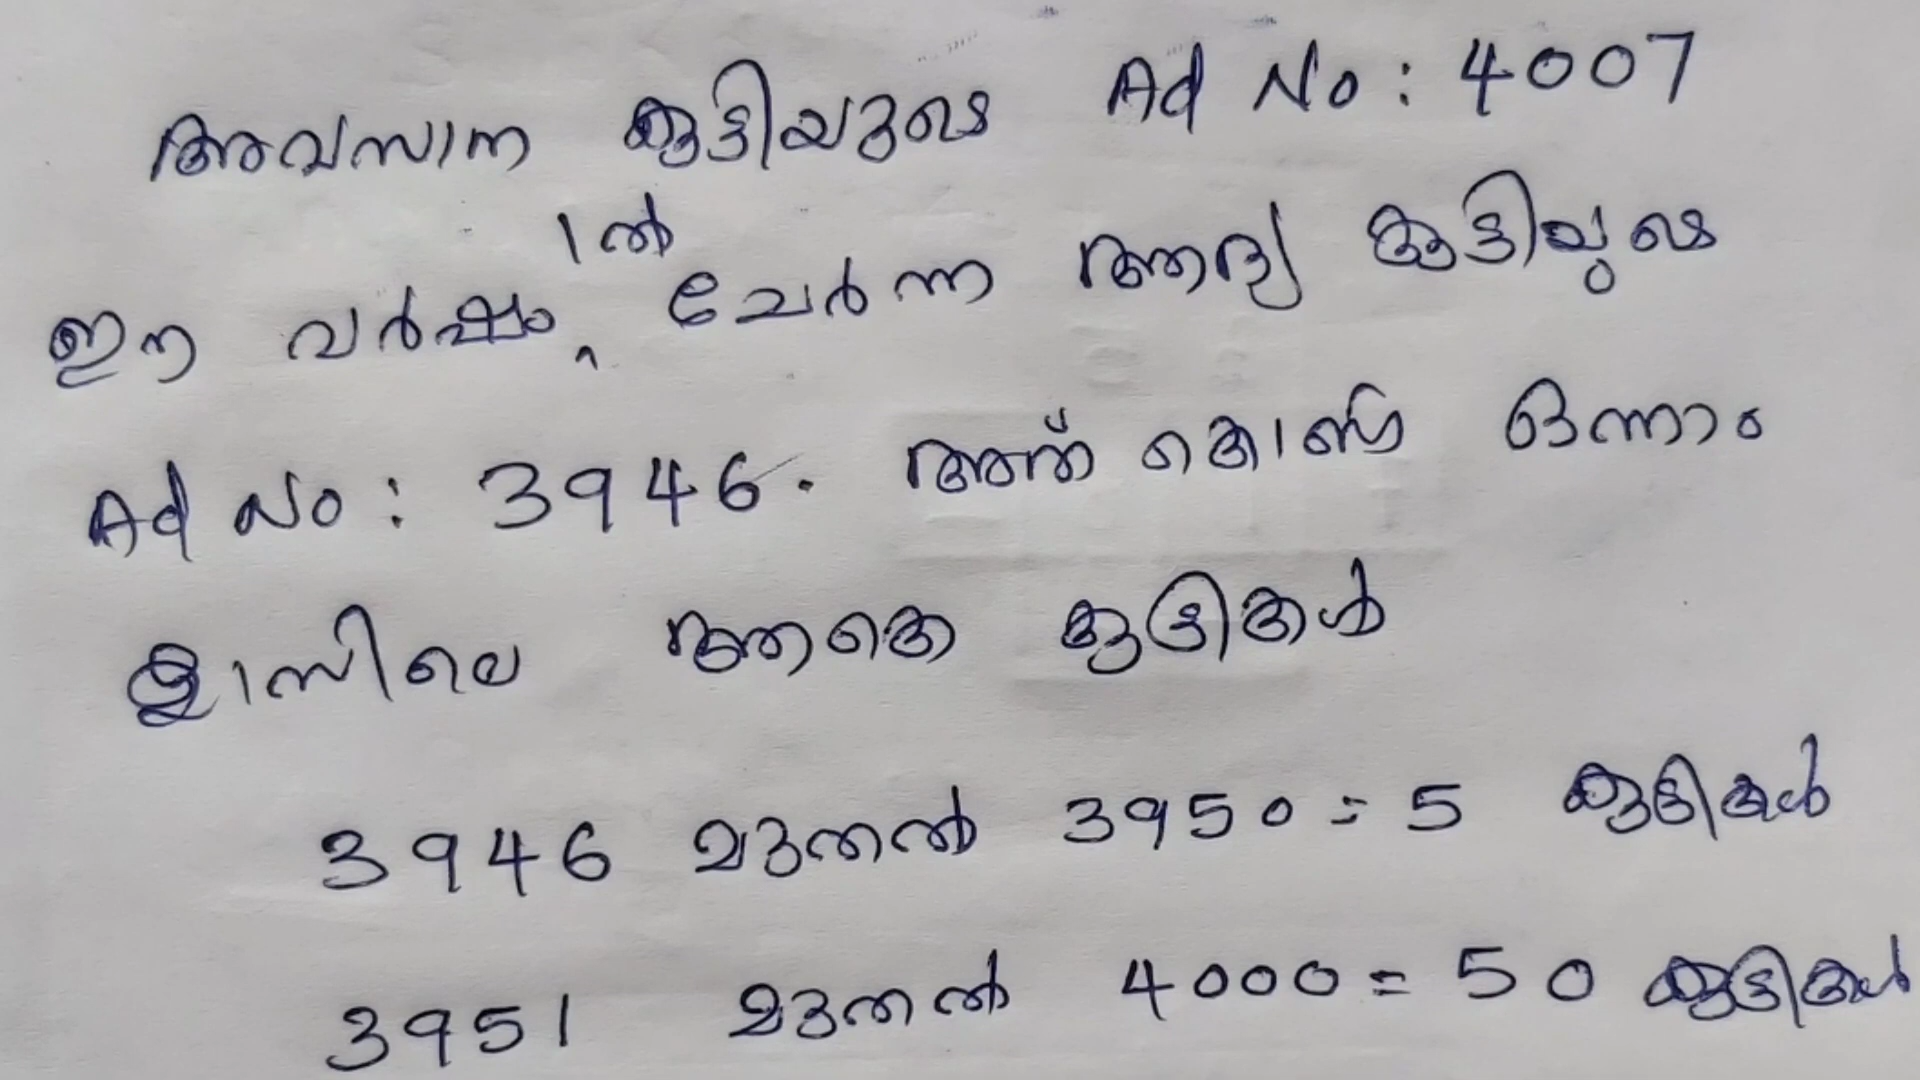 അവസാന കുട്ടിയുടെ Ad No: 4007
ഈ വർഷം 1ൽ ചേർന്ന ആദ്യ കുട്ടിയുടെ
Ad No: 3946. അത് കൊണ്ട് ഒന്നാം
ക്ലാസിലെ ആകെ കുട്ടികൾ
3946 മുതൽ 3950 = 5 കുട്ടികൾ
3951 മുതൽ 4000 = 50 കുട്ടികൾ